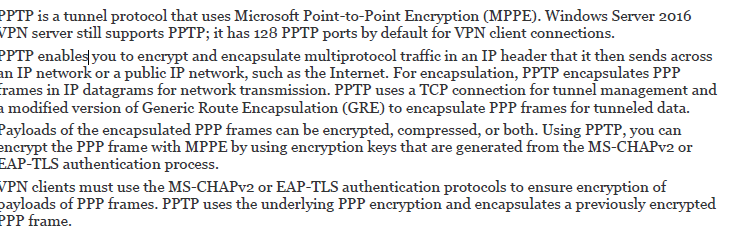 PPTP is a tunnel protocol that uses Microsoft Point-to-Point Encryption (MPPE). Windows Server 2016
VPN server still supports PPTP; it has 128 PPTP ports by default for VPN client connections.
PPTP enables you to encrypt and encapsulate multiprotocol traffic in an IP header that it then sends across
an IP network or a public IP network, such as the Internet. For encapsulation, PPTP encapsulates PPP
frames in IP datagrams for network transmission. PPTP uses a TCP connection for tunnel management and
a modified version of Generic Route Encapsulation (GRE) to encapsulate PPP frames for tunneled data.
Payloads of the encapsulated PPP frames can be encrypted, compressed, or both. Using PPTP, you can
encrypt the PPP frame with MPPE by using encryption keys that are generated from the MS-CHAPv2 or
EAP-TLS authentication process.
VPN clients must use the MS-CHAPv2 or EAP-TLS authentication protocols to ensure encryption of
payloads of PPP frames. PPTP uses the underlying PPP encryption and encapsulates a previously encrypted
PPP frame.